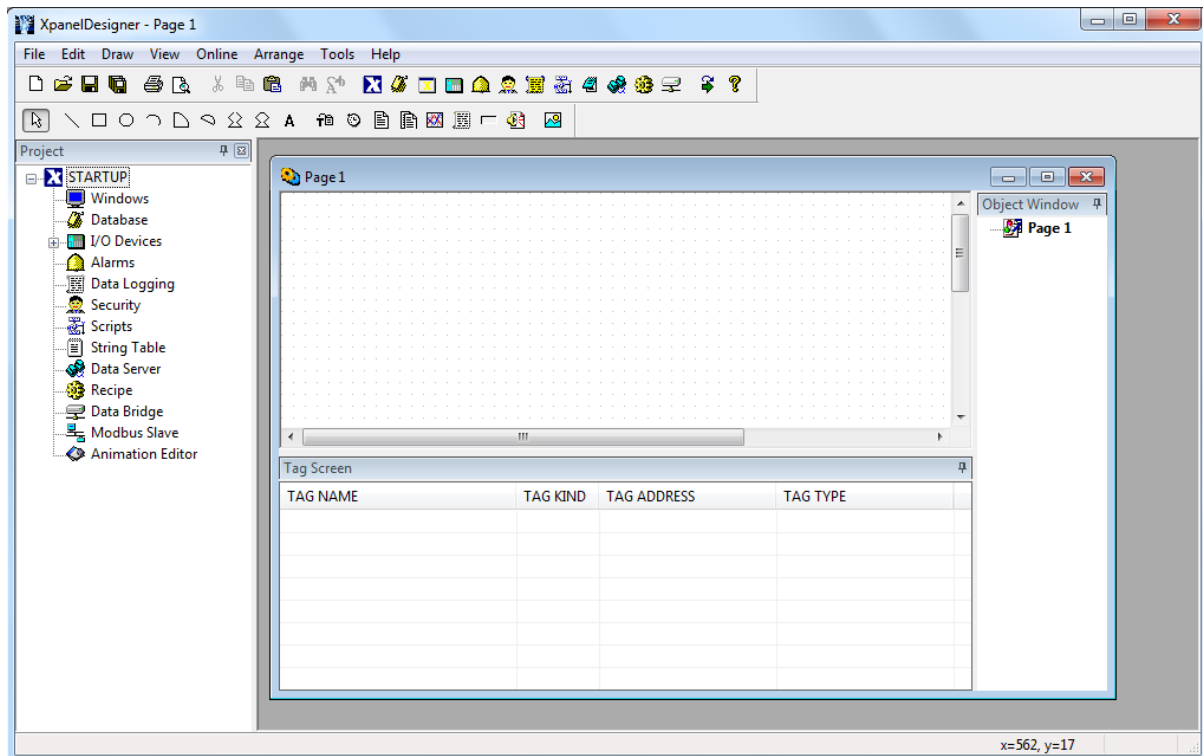 XpanelDesigner - Page 1
File Edit Draw View Online Arrange Tools Help
Project
STARTUP
Windows
Database
I/O Devices
Alarms
Data Logging
Security
Scripts
String Table
Data Server
Recipe
Data Bridge
Modbus Slave
Animation Editor
Page 1
Object Window
Page 1
Tag Screen
TAG NAME TAG KIND TAG ADDRESS TAG TYPE
x=562, y=17